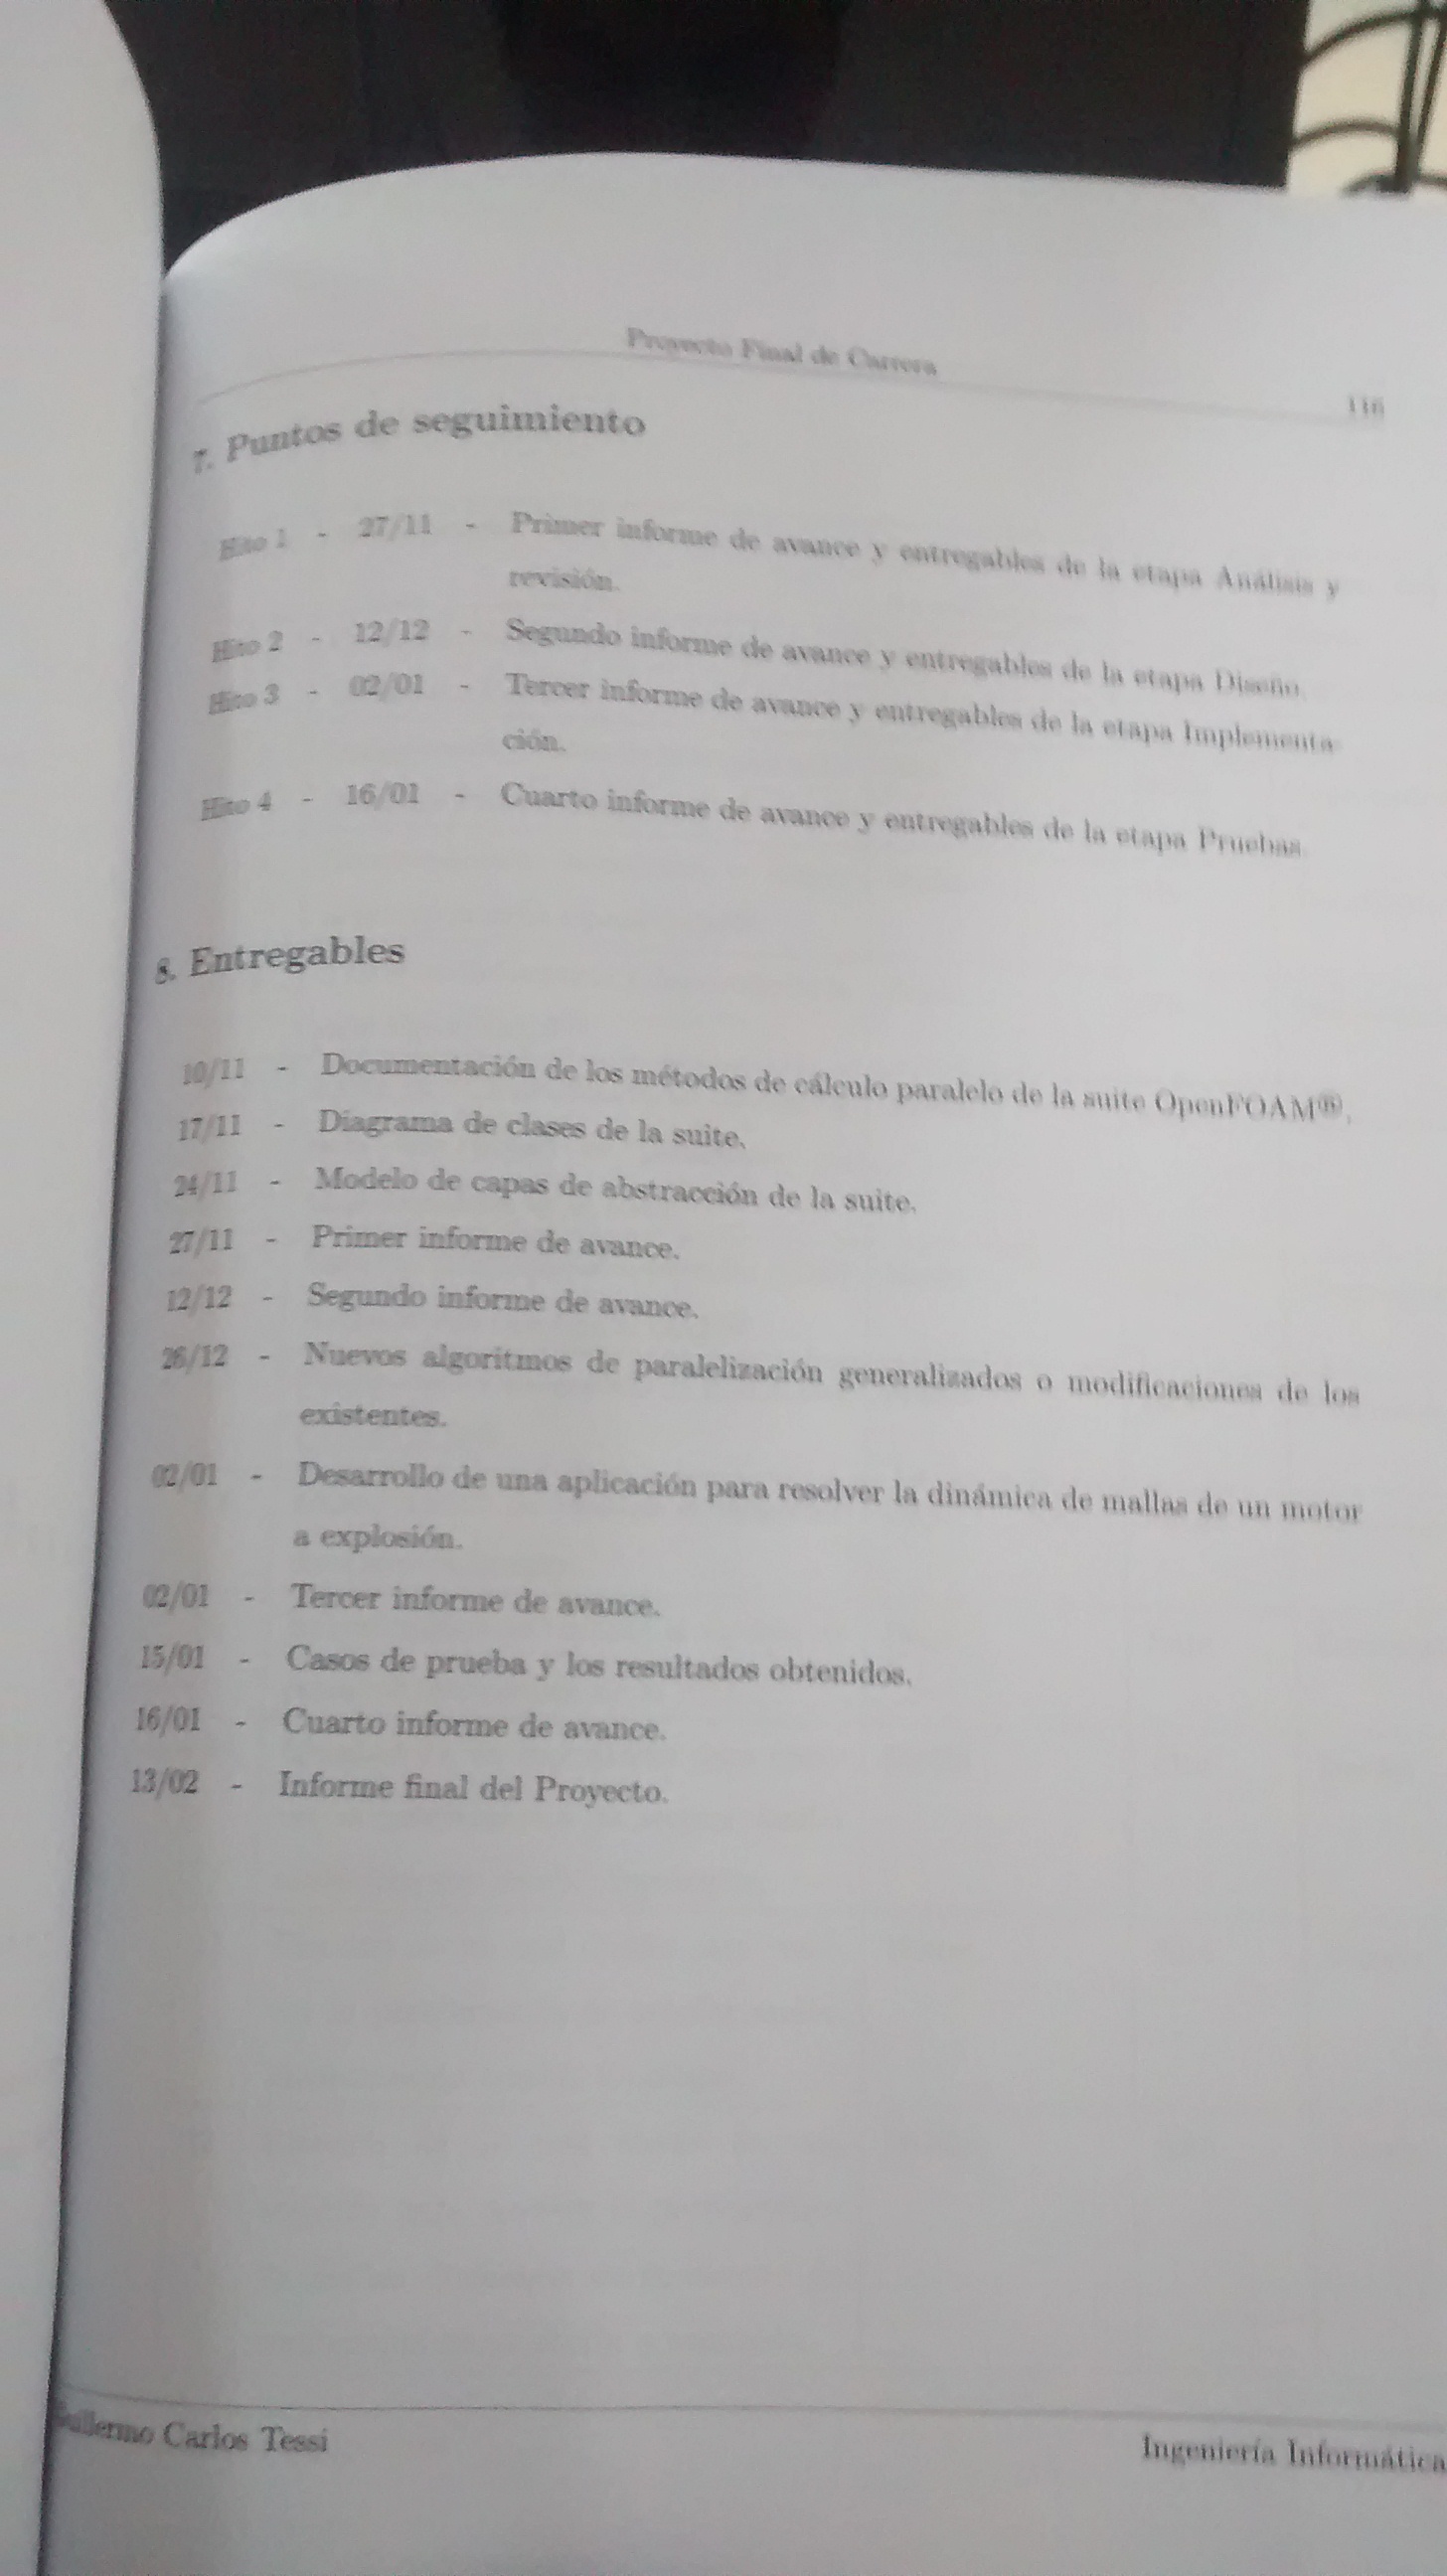 Proyecto Final de Carrera
7. Puntos de seguimiento
Hito 1 - 27/11 - Primer informe de avance y entregables de la etapa Análisis y
revisión.
Hito 2 - 12/12 - Segundo informe de avance y entregables de la etapa Diseño.
Hito 3 - 02/01 - Tercer informe de avance y entregables de la etapa Implementa-
ción.
Hito 4 - 16/01 - Cuarto informe de avance y entregables de la etapa Pruebas.
8. Entregables
10/11 - Documentación de los métodos de cálculo paralelo de la suite OpenFOAM®.
17/11 - Diagrama de clases de la suite.
24/11 - Modelo de capas de abstracción de la suite.
27/11 - Primer informe de avance.
12/12 - Segundo informe de avance.
26/12 - Nuevos algoritmos de paralelización generalizados o modificaciones de los
existentes.
02/01 - Desarrollo de una aplicación para resolver la dinámica de mallas de un motor
a explosión.
02/01 - Tercer informe de avance.
15/01 - Casos de prueba y los resultados obtenidos.
16/01 - Cuarto informe de avance.
13/02 - Informe final del Proyecto.
Guillermo Carlos Tessi
Ingeniería Informática